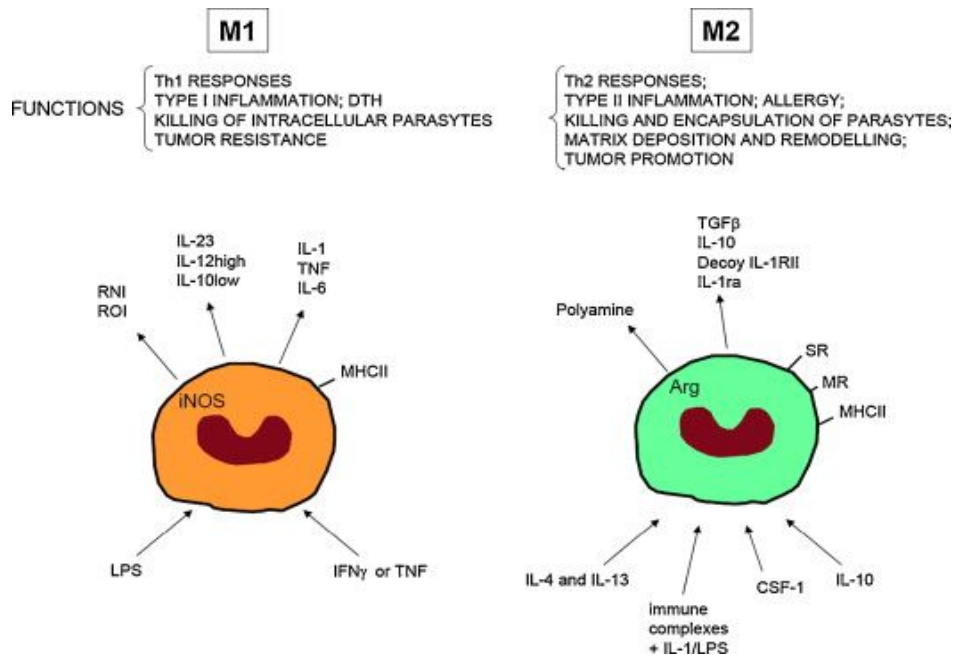 M1
M2
FUNCTIONS
Th1 RESPONSES
TYPE I INFLAMMATION; DTH
KILLING OF INTRACELLULAR PARASYTES
TUMOR RESISTANCE
Th2 RESPONSES;
TYPE II INFLAMMATION; ALLERGY;
KILLING AND ENCAPSULATION OF PARASYTES;
MATRIX DEPOSITION AND REMODELLING;
TUMOR PROMOTION
RNI
ROI
IL-23
IL-12high
IL-10low
IL-1
TNF
IL-6
MHCII
iNOS
LPS
IFNγ or TNF
Polyamine
TGFβ
IL-10
Decoy IL-1RII
IL-1ra
SR
MR
MHCII
Arg
IL-4 and IL-13
immune
complexes
+ IL-1/LPS
CSF-1
IL-10